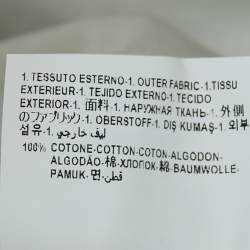 1. TESSUTO ESTERNO-1. OUTER FABRIC-1.TISSU
EXTERIEUR-1. TEJIDO EXTERNO-1.TECIDO
EXTERIOR-1. 面料-1. НАРУЖНАЯ ТКАНЬ-1. 外側
のファブリック-1. OBERSTOFF-1. DIŞ KUMAŞ-1. 외부
섬유-1. ليف خارجي
100% COTONE-COTTON-COTON-ALGODON-
ALGODÃO-棉-ХЛОПОК-綿-BAUMWOLLE-
PAMUK-면-قطن